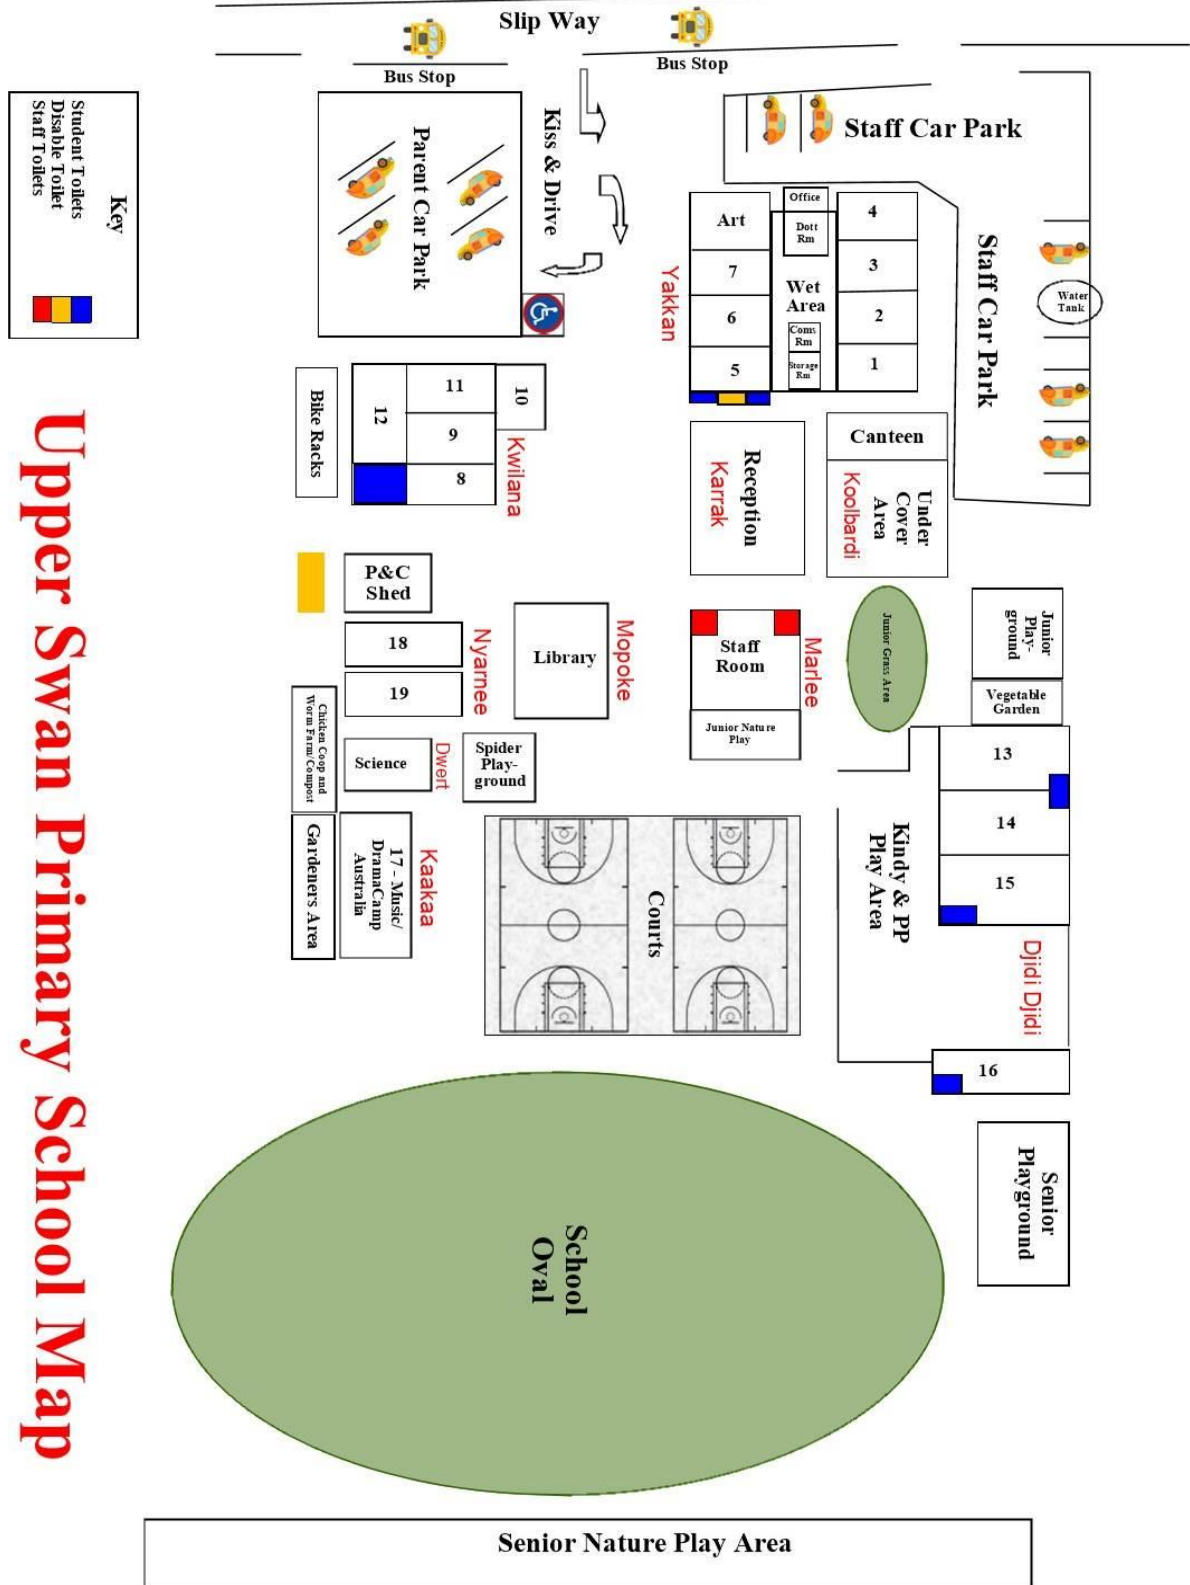 Slip Way
Bus Stop
Bus Stop
Key
Student Toilets
Disable Toilet
Staff Toilets
Parent Car Park
Kiss & Drive
Staff Car Park
Staff Car Park
Water
Tank
Art
7
6
5
Office
Dott
Rm
Wet
Area
Coms
Rm
Storage
Rm
4
3
2
1
Yakkan
Bike Racks
12
11
9
8
10
Kwilana
Reception
Karrak
Canteen
Under
Cover
Area
Koolbardi
P&C
Shed
18
19
Nyarnee
Library
Mopoke
Staff
Room
Marlee
Junior Nature
Play
Junior Grass Area
Junior
Play-
ground
Vegetable
Garden
Chicken Coop and
Worm Farm/Compost
Science
Dwert
Spider
Play-
ground
13
14
15
Kindy & PP
Play Area
Djidi Djidi
16
Gardeners Area
17 - Music/
DramaCamp
Australia
Kaakaa
Courts
Senior
Playground
School
Oval
Senior Nature Play Area
Upper Swan Primary School Map